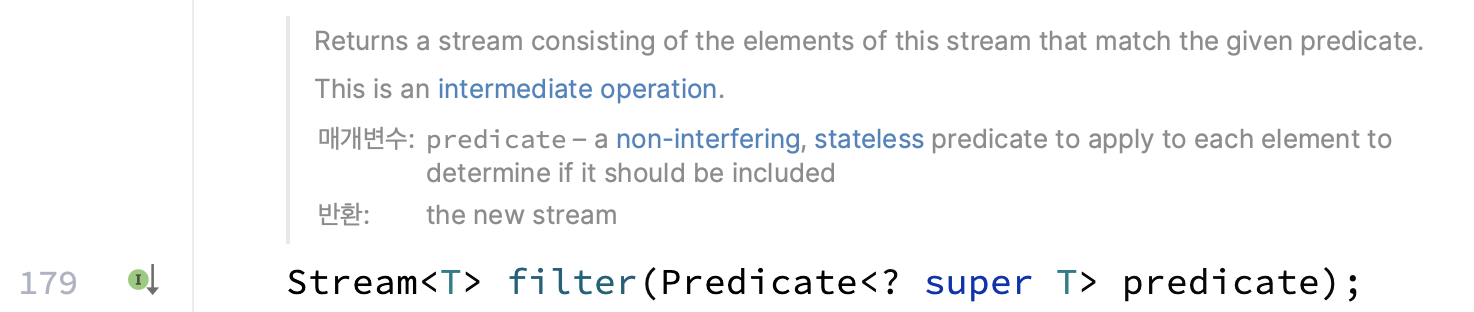 Returns a stream consisting of the elements of this stream that match the given predicate.
This is an intermediate operation.
매개변수: predicate – a non-interfering, stateless predicate to apply to each element to
determine if it should be included
반환: the new stream
179 I Stream<T> filter(Predicate<? super T> predicate);